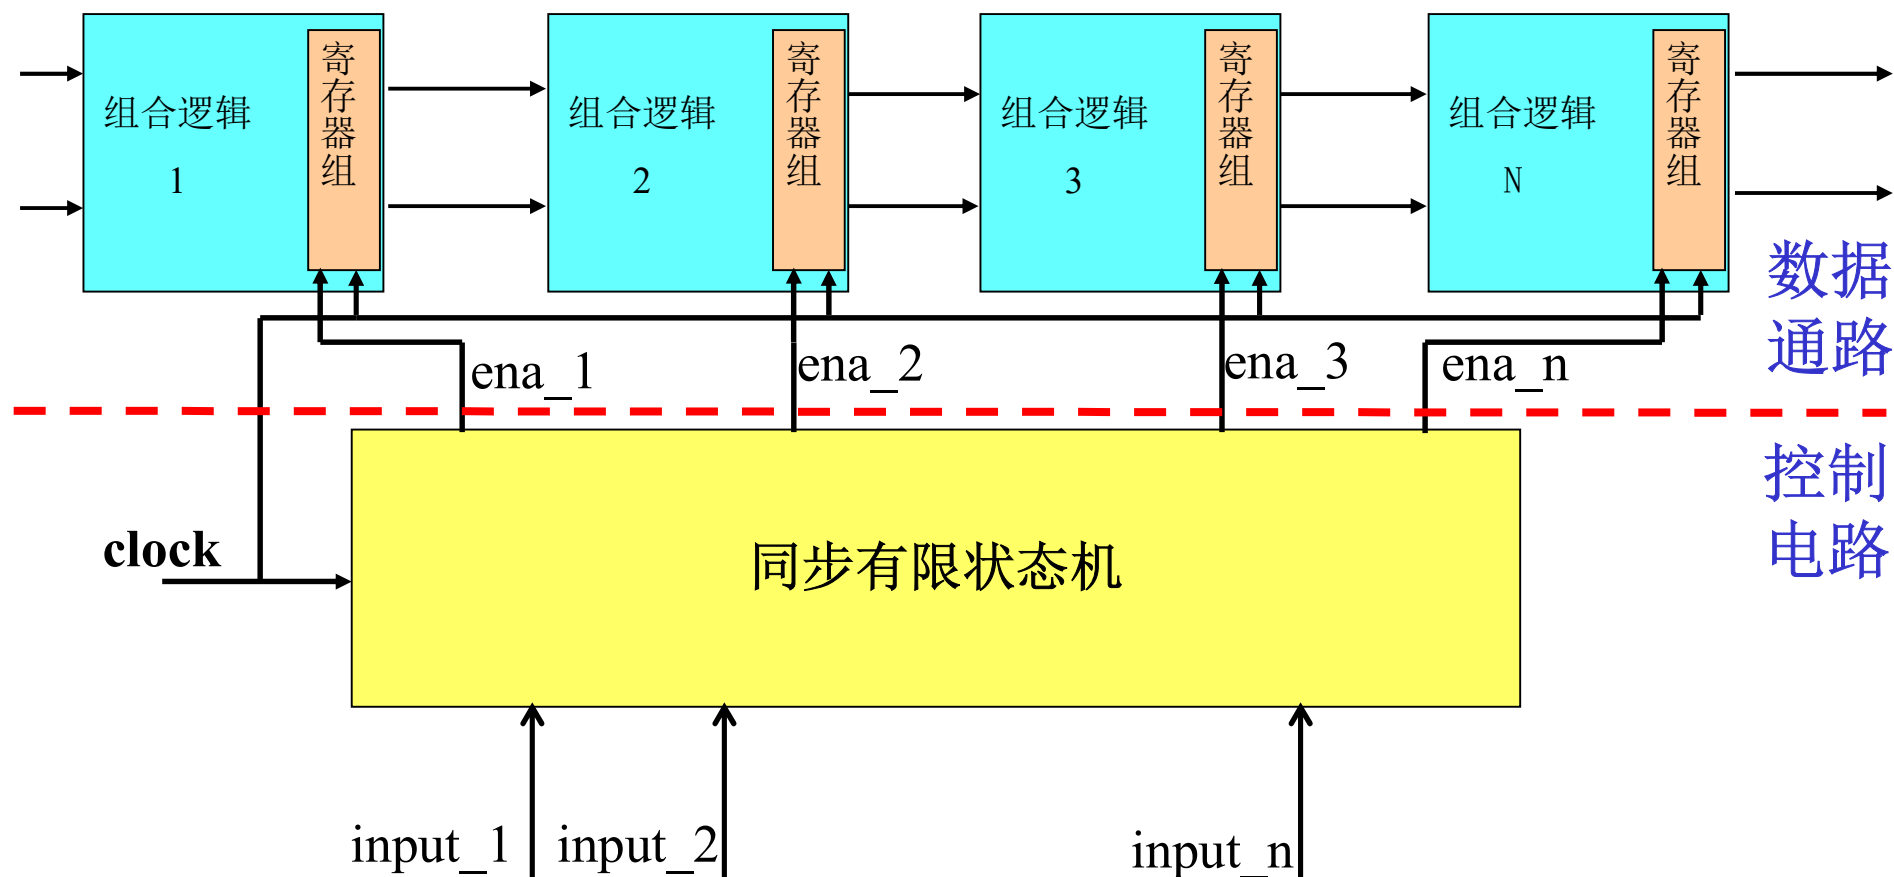 组合逻辑
1
寄存器组
组合逻辑
2
寄存器组
组合逻辑
3
寄存器组
组合逻辑
N
寄存器组
数据
通路
ena_1
ena_2
ena_3
ena_n
控制
电路
clock
同步有限状态机
input_1
input_2
input_n